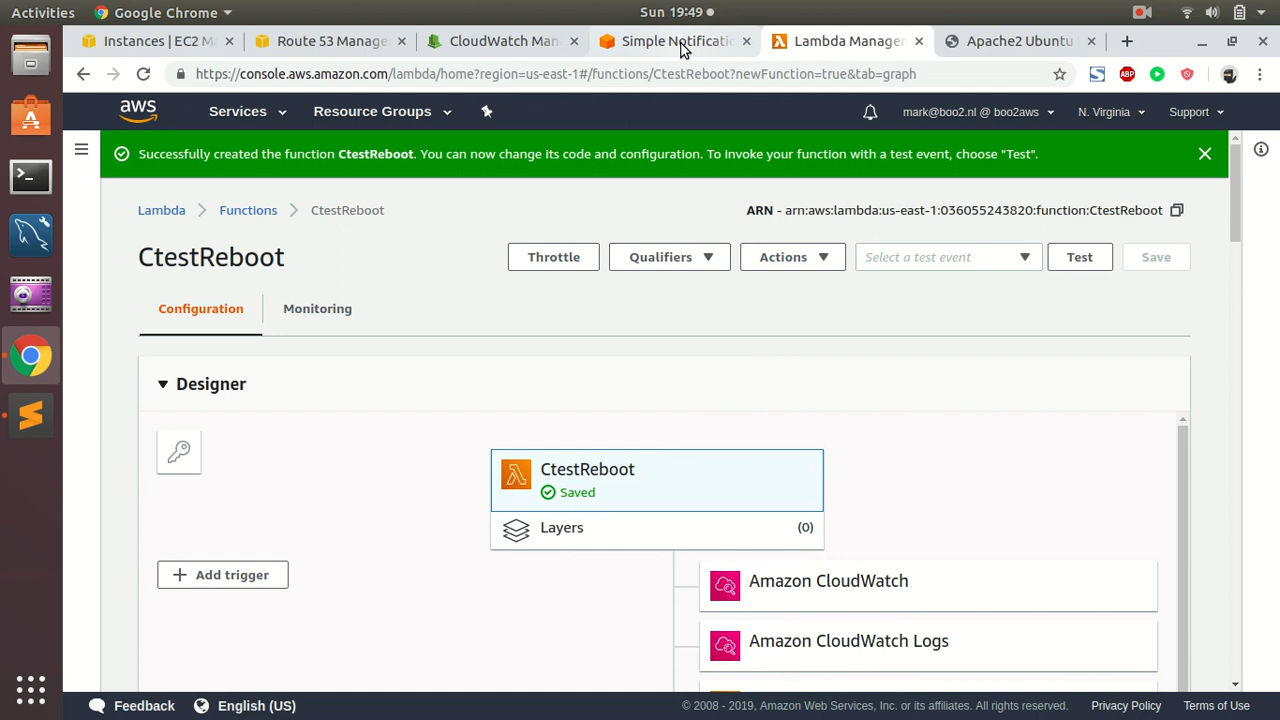 Activities Google Chrome Sun 19:49
Instances | EC2 M Route 53 Manage CloudWatch Man Simple Notificati Lambda Manage Apache2 Ubuntu
https://console.aws.amazon.com/lambda/home?region=us-east-1#/functions/CtestReboot?newFunction=true&tab=graph
aws Services Resource Groups mark@boo2.nl @ boo2aws N. Virginia Support
Successfully created the function CtestReboot. You can now change its code and configuration. To invoke your function with a test event, choose "Test".
Lambda Functions CtestReboot ARN - arn:aws:lambda:us-east-1:036055243820:function:CtestReboot
CtestReboot Throttle Qualifiers Actions Select a test event Test Save
Configuration Monitoring
Designer
CtestReboot
Saved
Layers (0)
Add trigger
Amazon CloudWatch
Amazon CloudWatch Logs
Feedback English (US) © 2008 - 2019, Amazon Web Services, Inc. or its affiliates. All rights reserved. Privacy Policy Terms of Use